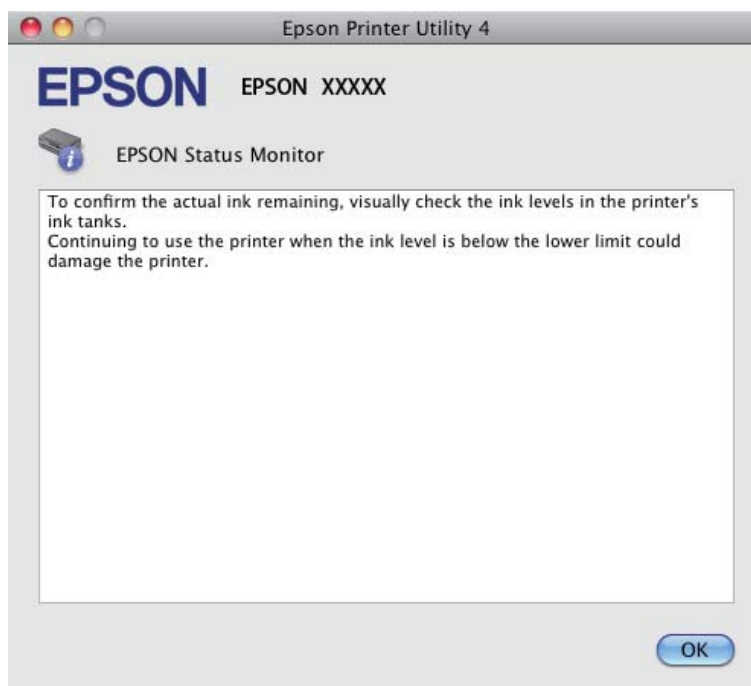 Epson Printer Utility 4
EPSON EPSON XXXXX
EPSON Status Monitor
To confirm the actual ink remaining, visually check the ink levels in the printer's
ink tanks.
Continuing to use the printer when the ink level is below the lower limit could
damage the printer.
OK